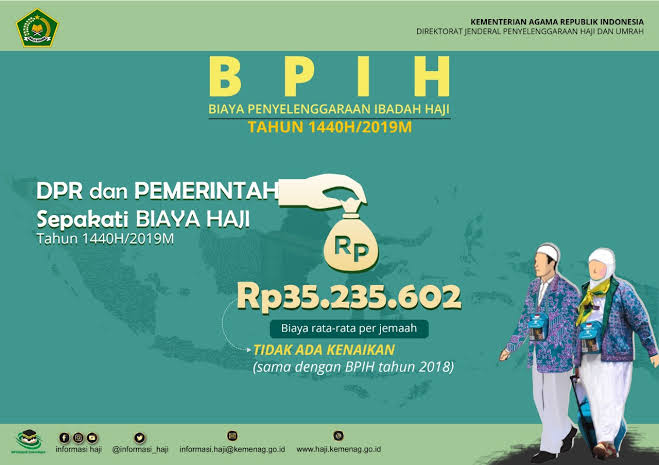 KEMENTERIAN AGAMA REPUBLIK INDONESIA
DIREKTORAT JENDERAL PENYELENGGARAAN HAJI DAN UMRAH
BPIH
BIAYA PENYELENGGARAAN IBADAH HAJI
TAHUN 1440H/2019M
DPR dan PEMERINTAH
Sepakati BIAYA HAJI
Tahun 1440H/2019M
Rp
Rp35.235.602
Biaya rata-rata per jemaah
TIDAK ADA KENAIKAN
(sama dengan BPIH tahun 2018)
informasi haji @informasi_haji informasi.haji@kemenag.go.id www.haji.kemenag.go.id